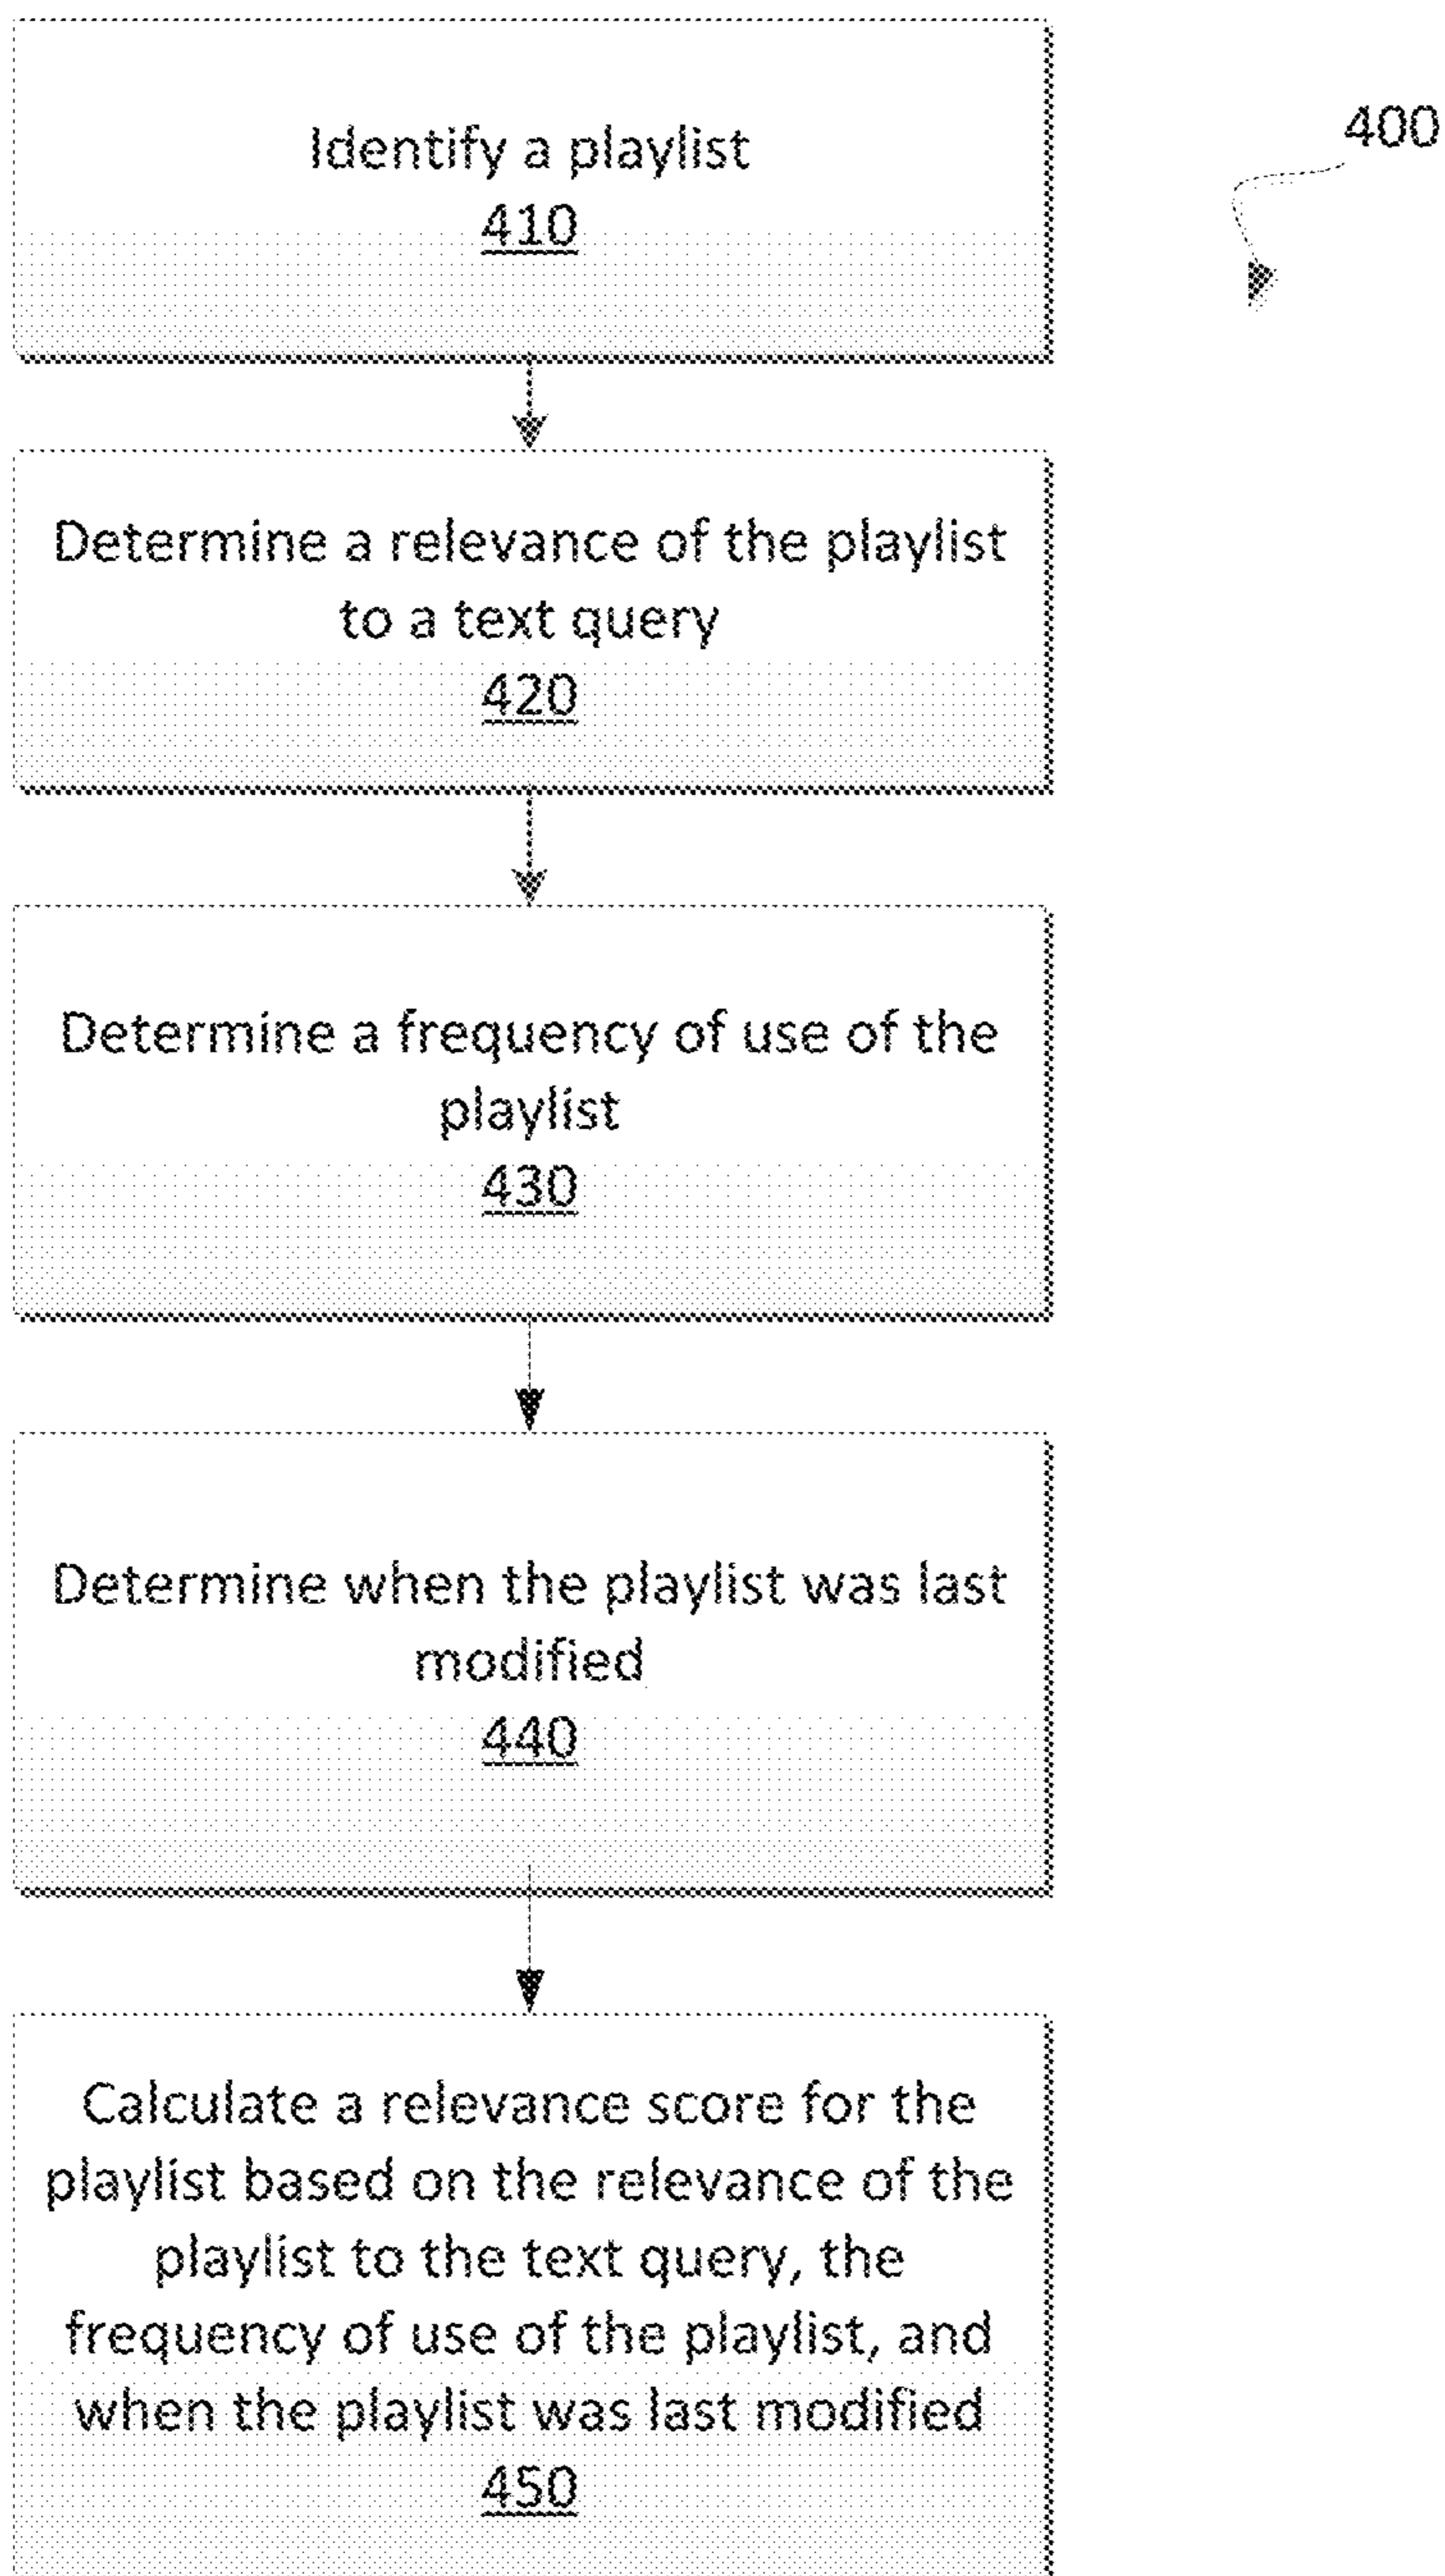 Identify a playlist
410
400
Determine a relevance of the playlist
to a text query
420
Determine a frequency of use of the
playlist
430
Determine when the playlist was last
modified
440
Calculate a relevance score for the
playlist based on the relevance of the
playlist to the text query, the
frequency of use of the playlist, and
when the playlist was last modified
450